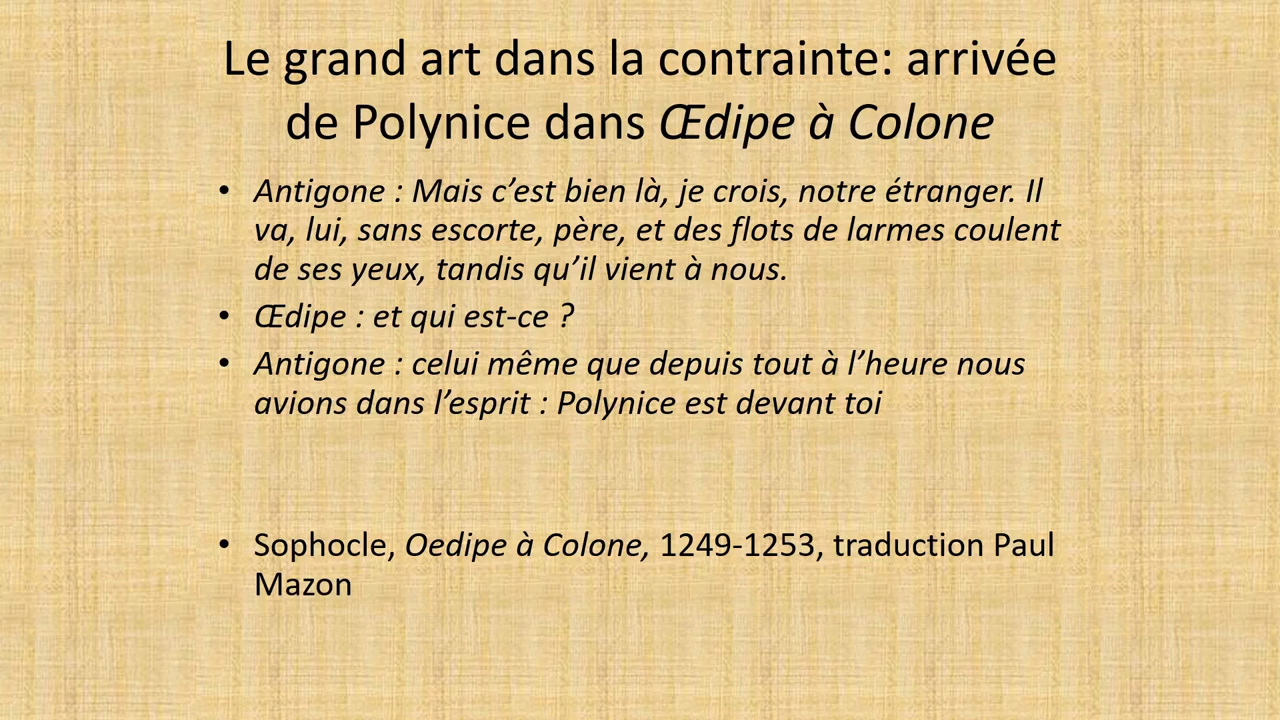 Le grand art dans la contrainte: arrivée
de Polynice dans Œdipe à Colone
• Antigone : Mais c’est bien là, je crois, notre étranger. Il
va, lui, sans escorte, père, et des flots de larmes coulent
de ses yeux, tandis qu’il vient à nous.
• Œdipe : et qui est-ce ?
• Antigone : celui même que depuis tout à l’heure nous
avions dans l’esprit : Polynice est devant toi
• Sophocle, Oedipe à Colone, 1249-1253, traduction Paul
Mazon